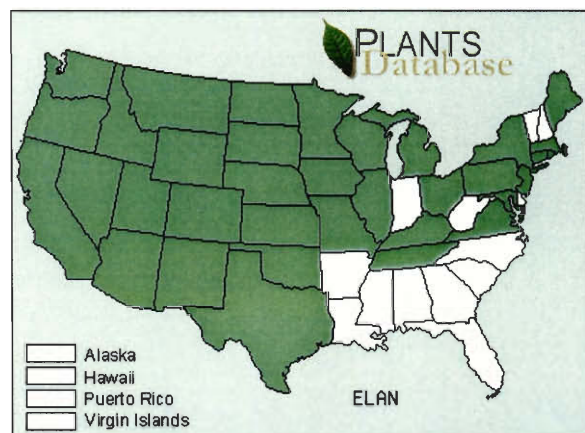 PLANTS
Database
Alaska
Hawaii
Puerto Rico
Virgin Islands
ELAN